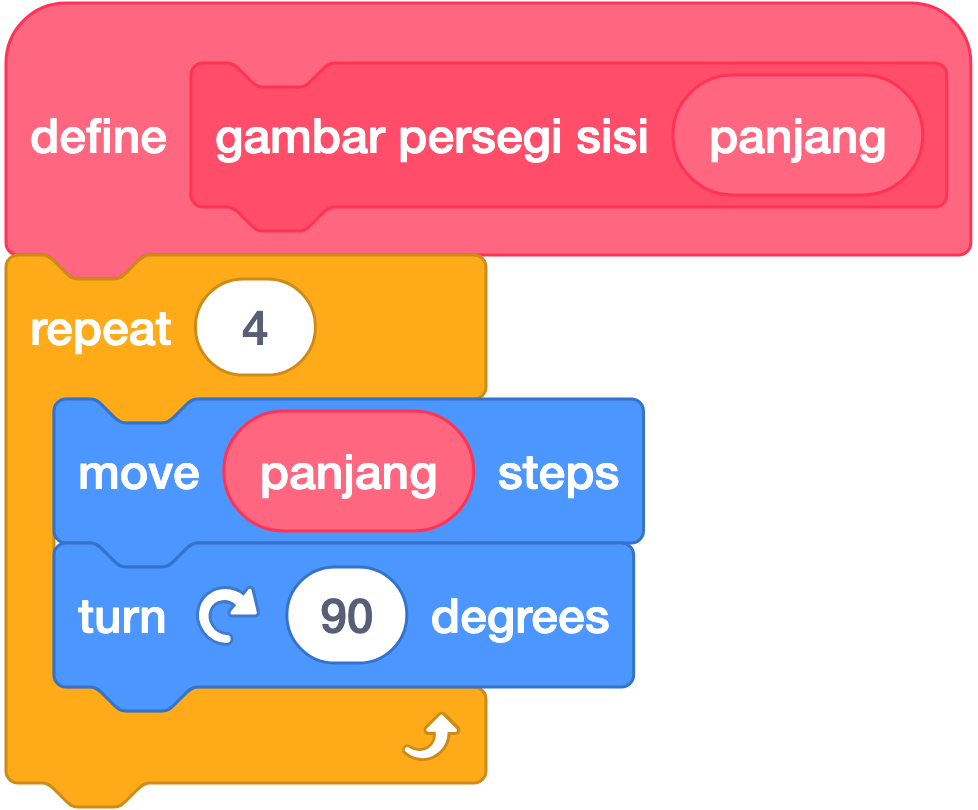 define gambar persegi sisi panjang
repeat 4
move panjang steps
turn 90 degrees